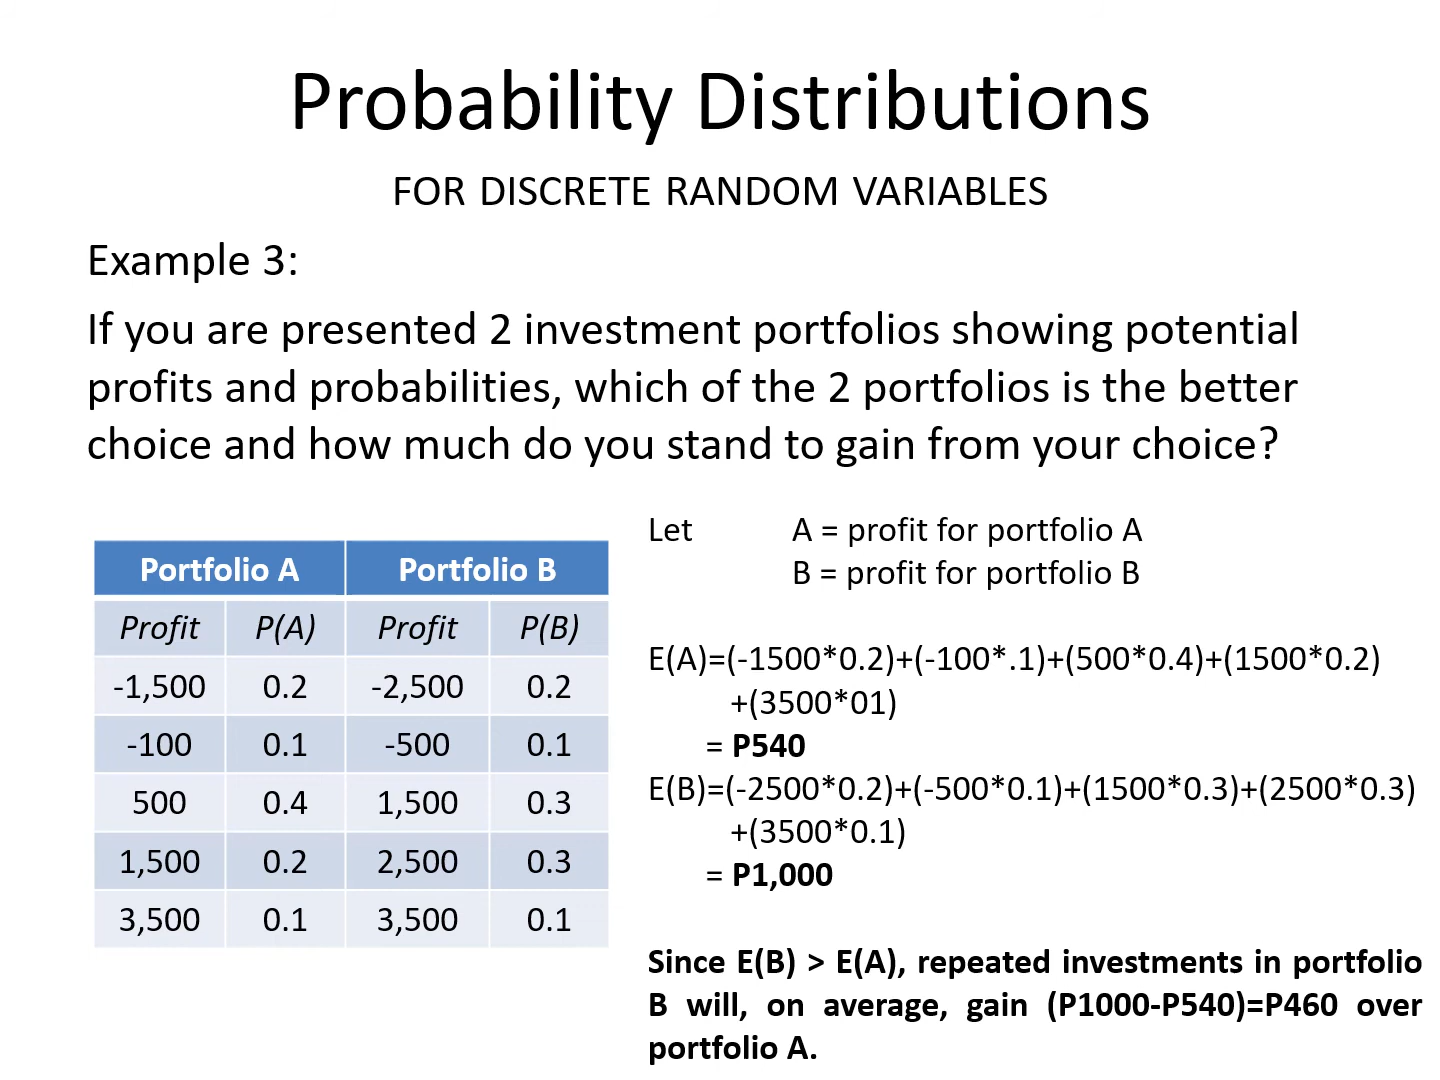 Probability Distributions
FOR DISCRETE RANDOM VARIABLES
Example 3:
If you are presented 2 investment portfolios showing potential
profits and probabilities, which of the 2 portfolios is the better
choice and how much do you stand to gain from your choice?
Portfolio A Portfolio B
Profit P(A) Profit P(B)
-1,500 0.2 -2,500 0.2
-100 0.1 -500 0.1
500 0.4 1,500 0.3
1,500 0.2 2,500 0.3
3,500 0.1 3,500 0.1
Let A = profit for portfolio A
B = profit for portfolio B
E(A)=(-1500*0.2)+(-100*.1)+(500*0.4)+(1500*0.2)
+(3500*01)
= P540
E(B)=(-2500*0.2)+(-500*0.1)+(1500*0.3)+(2500*0.3)
+(3500*0.1)
= P1,000
Since E(B) > E(A), repeated investments in portfolio
B will, on average, gain (P1000-P540)=P460 over
portfolio A.